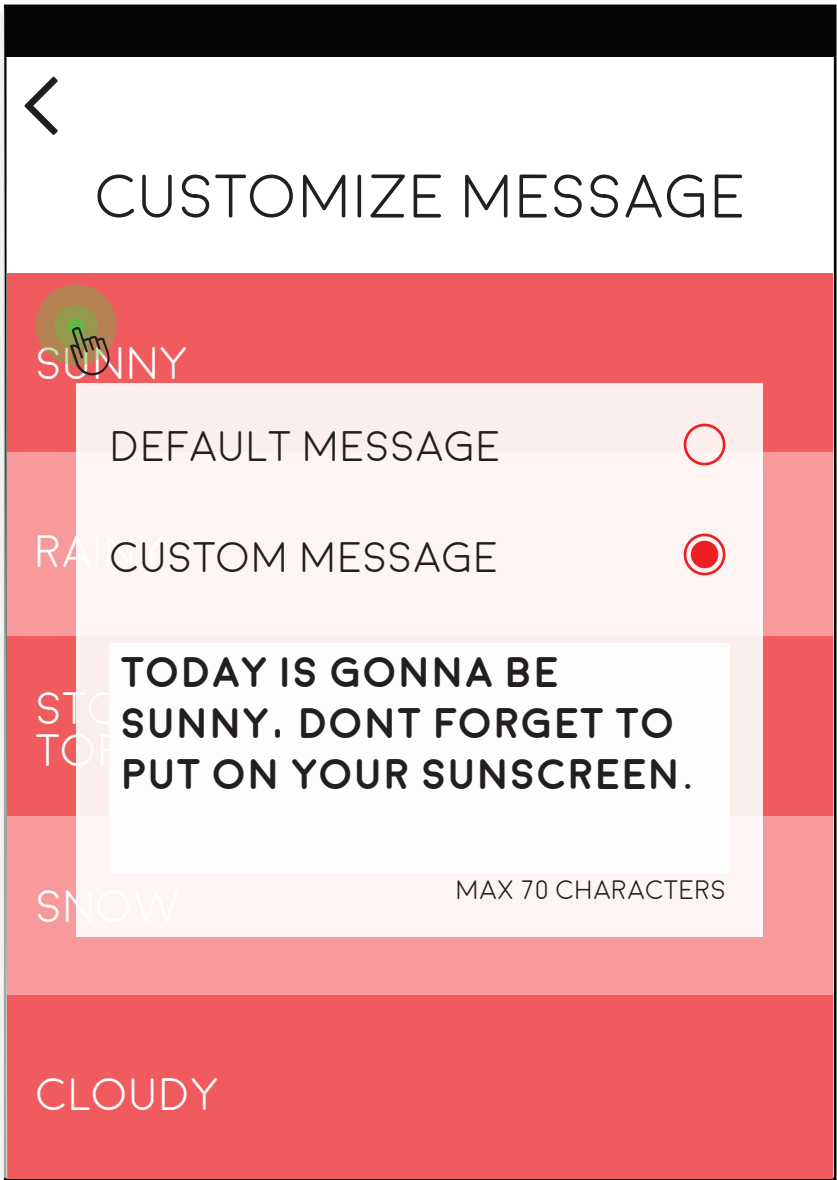 CUSTOMIZE MESSAGE
SUNNY
DEFAULT MESSAGE
RAINY
CUSTOM MESSAGE
TODAY IS GONNA BE
SUNNY. DONT FORGET TO
PUT ON YOUR SUNSCREEN.
MAX 70 CHARACTERS
SNOW
CLOUDY